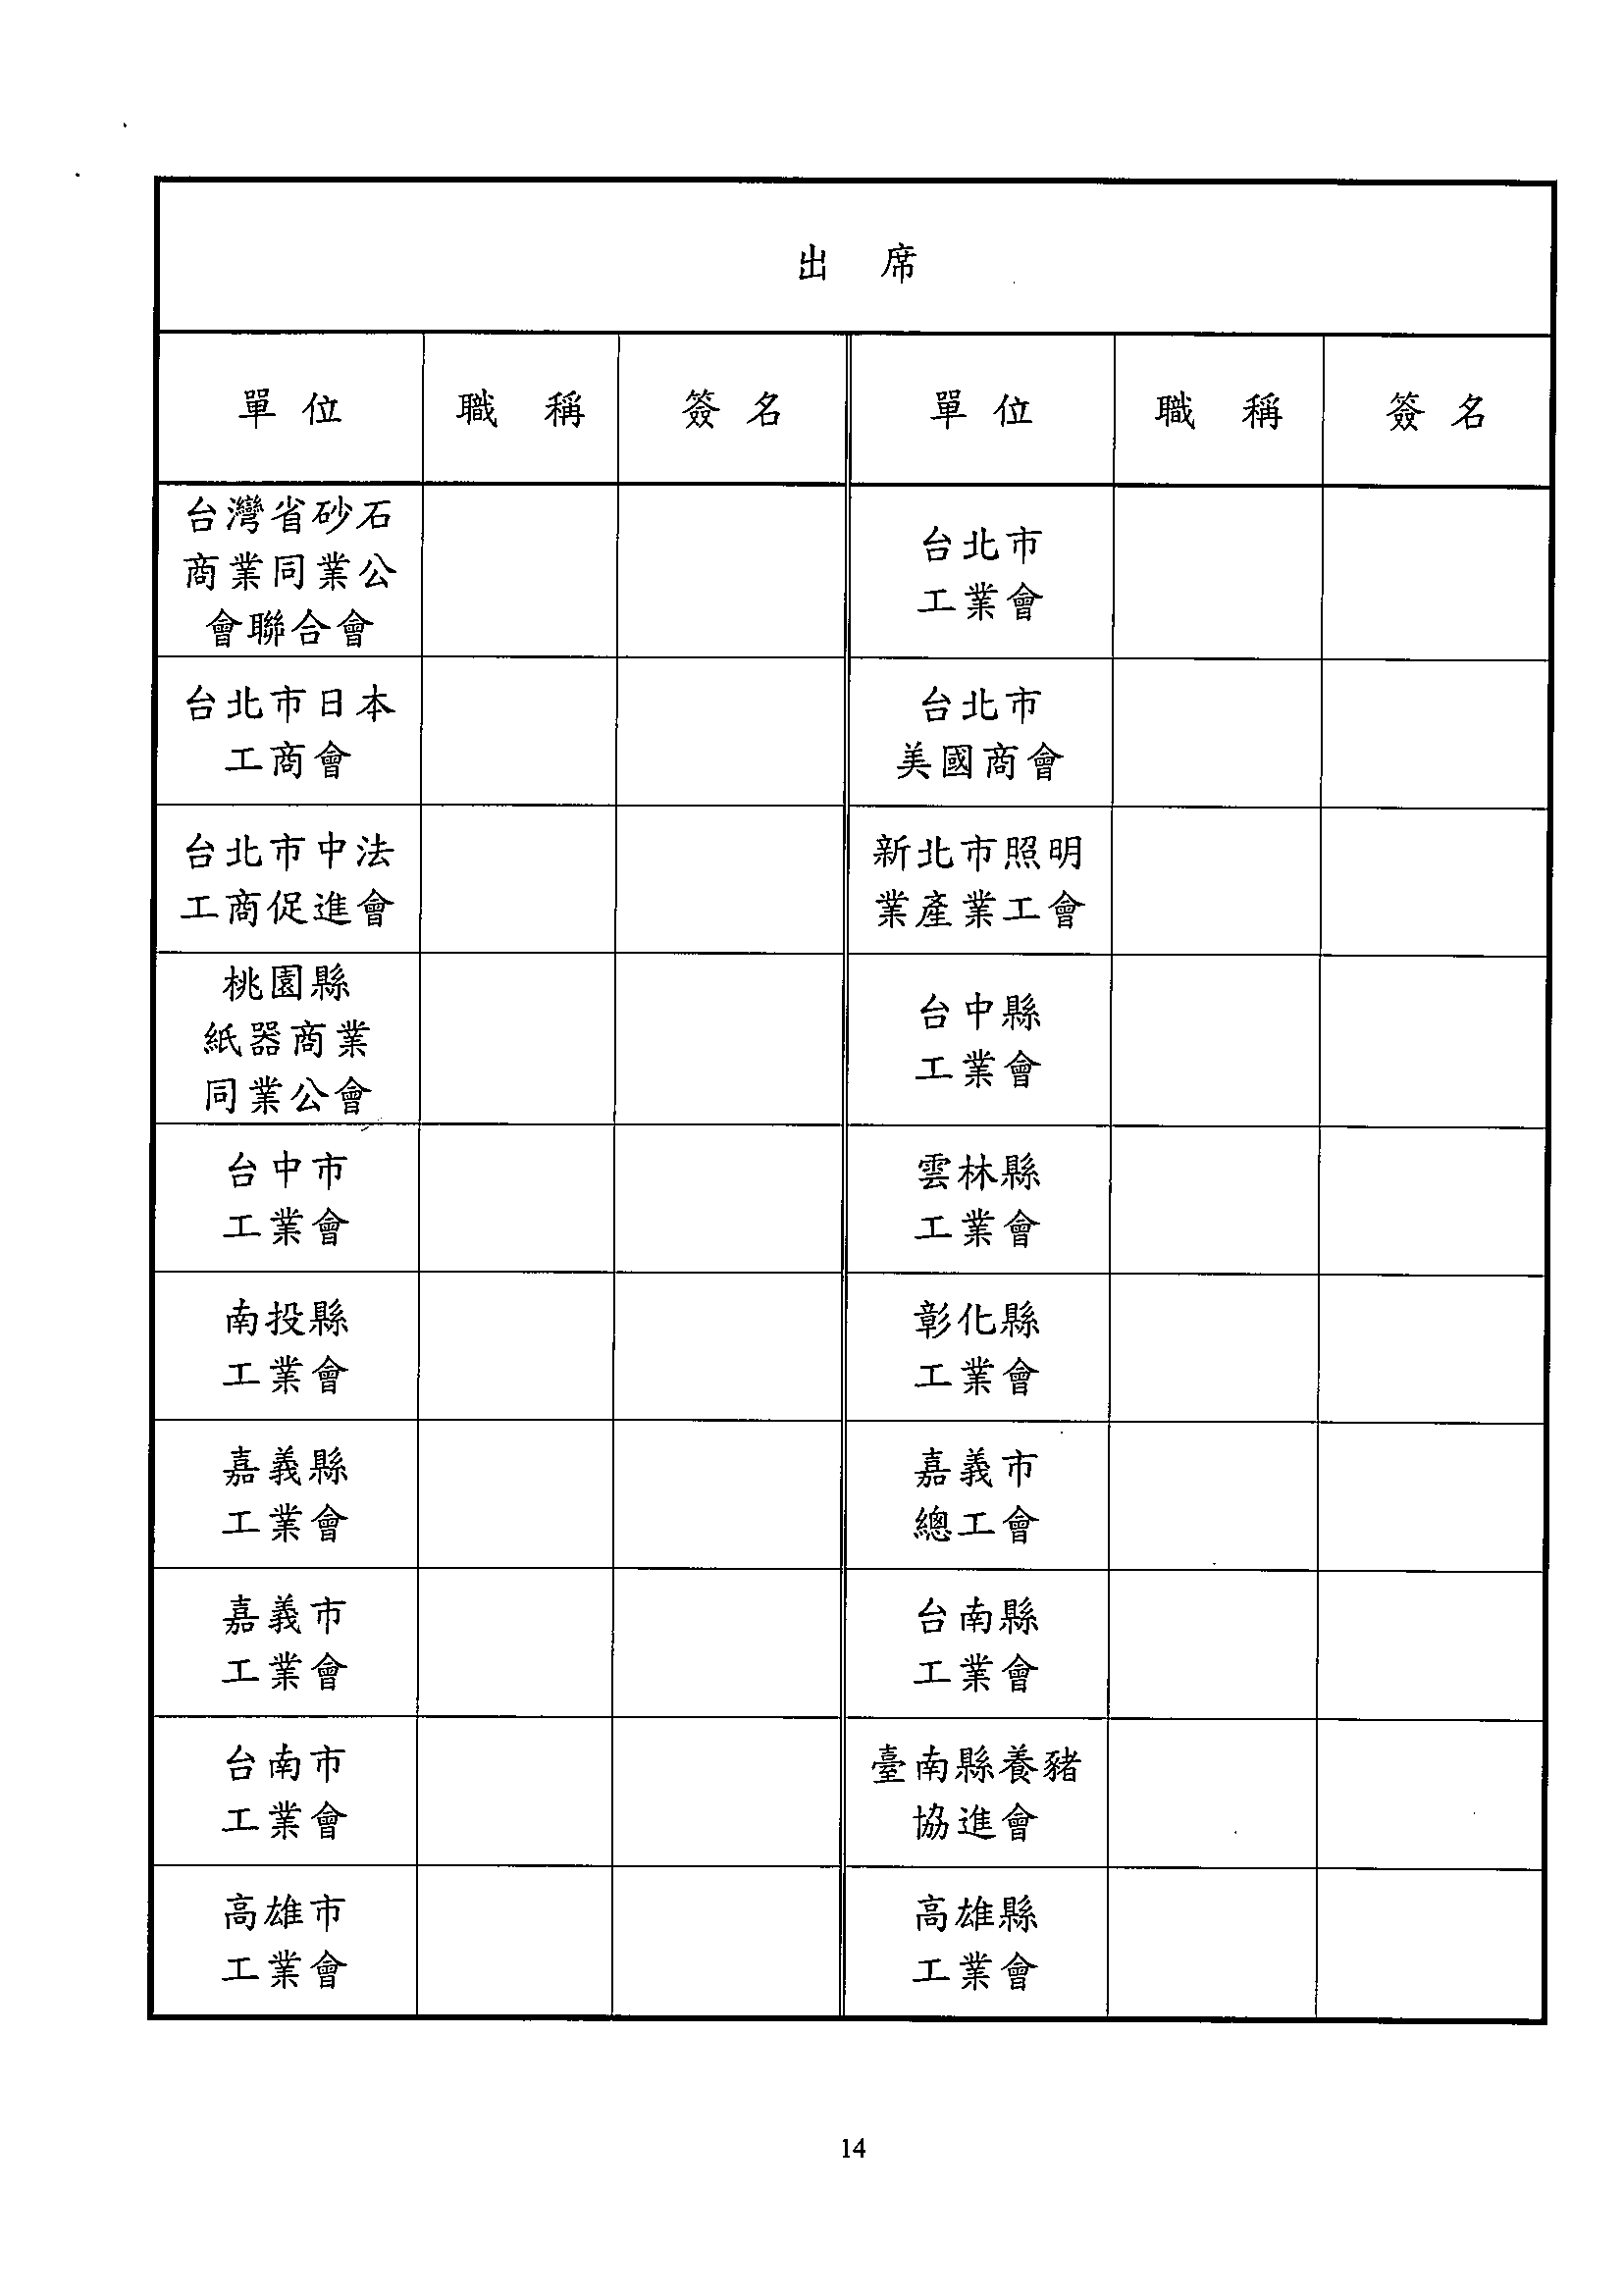 出 席
單位 職稱 簽名 單位 職稱 簽名
台灣省砂石
商業同業公
會聯合會
台北市
工業會
台北市日本
工商會
台北市
美國商會
台北市中法
工商促進會
新北市照明
業產業工會
桃園縣
紙器商業
同業公會
台中縣
工業會
台中市
工業會
雲林縣
工業會
南投縣
工業會
彰化縣
工業會
嘉義縣
工業會
嘉義市
總工會
嘉義市
工業會
台南縣
工業會
台南市
工業會
臺南縣養豬
協進會
高雄市
工業會
高雄縣
工業會
14